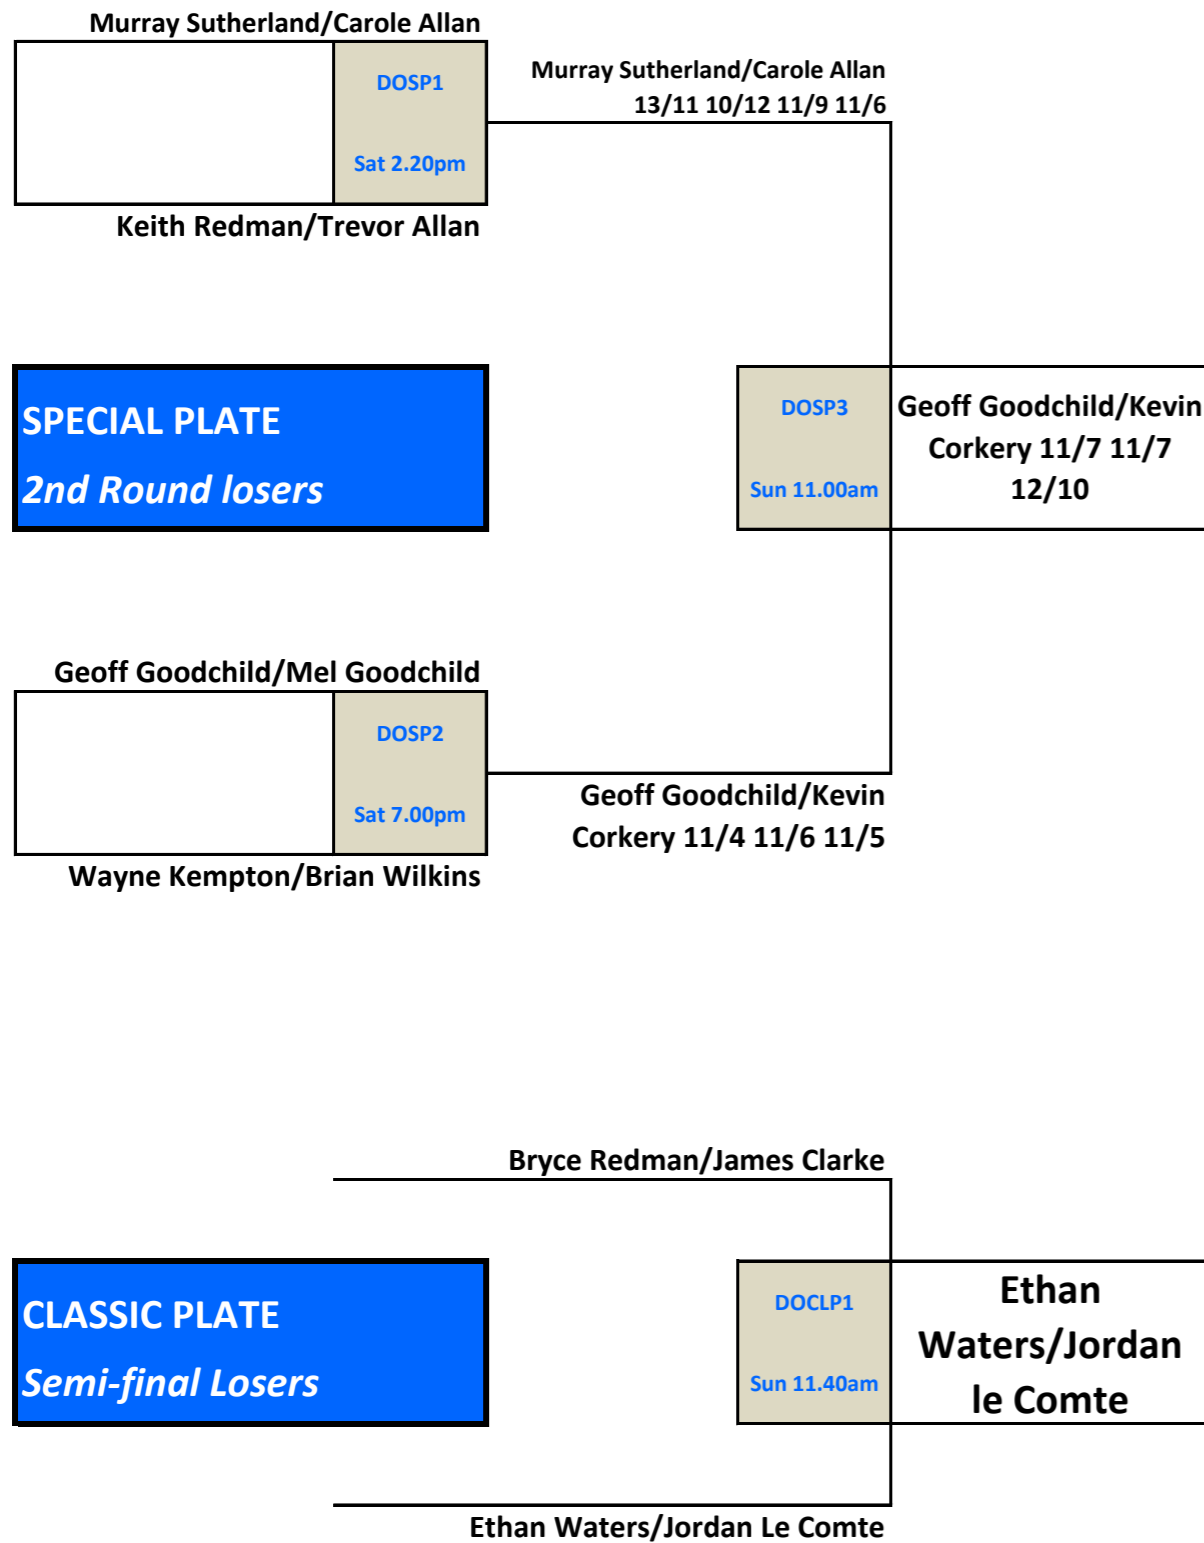 Murray Sutherland/Carole Allan
DOSP1
Murray Sutherland/Carole Allan
13/11 10/12 11/9 11/6
Sat 2.20pm
Keith Redman/Trevor Allan
SPECIAL PLATE
2nd Round losers
DOSP3
Sun 11.00am
Geoff Goodchild/Kevin
Corkery 11/7 11/7
12/10
Geoff Goodchild/Mel Goodchild
DOSP2
Sat 7.00pm
Geoff Goodchild/Kevin
Corkery 11/4 11/6 11/5
Wayne Kempton/Brian Wilkins
Bryce Redman/James Clarke
CLASSIC PLATE
Semi-final Losers
DOCLP1
Sun 11.40am
Ethan
Waters/Jordan
le Comte
Ethan Waters/Jordan Le Comte